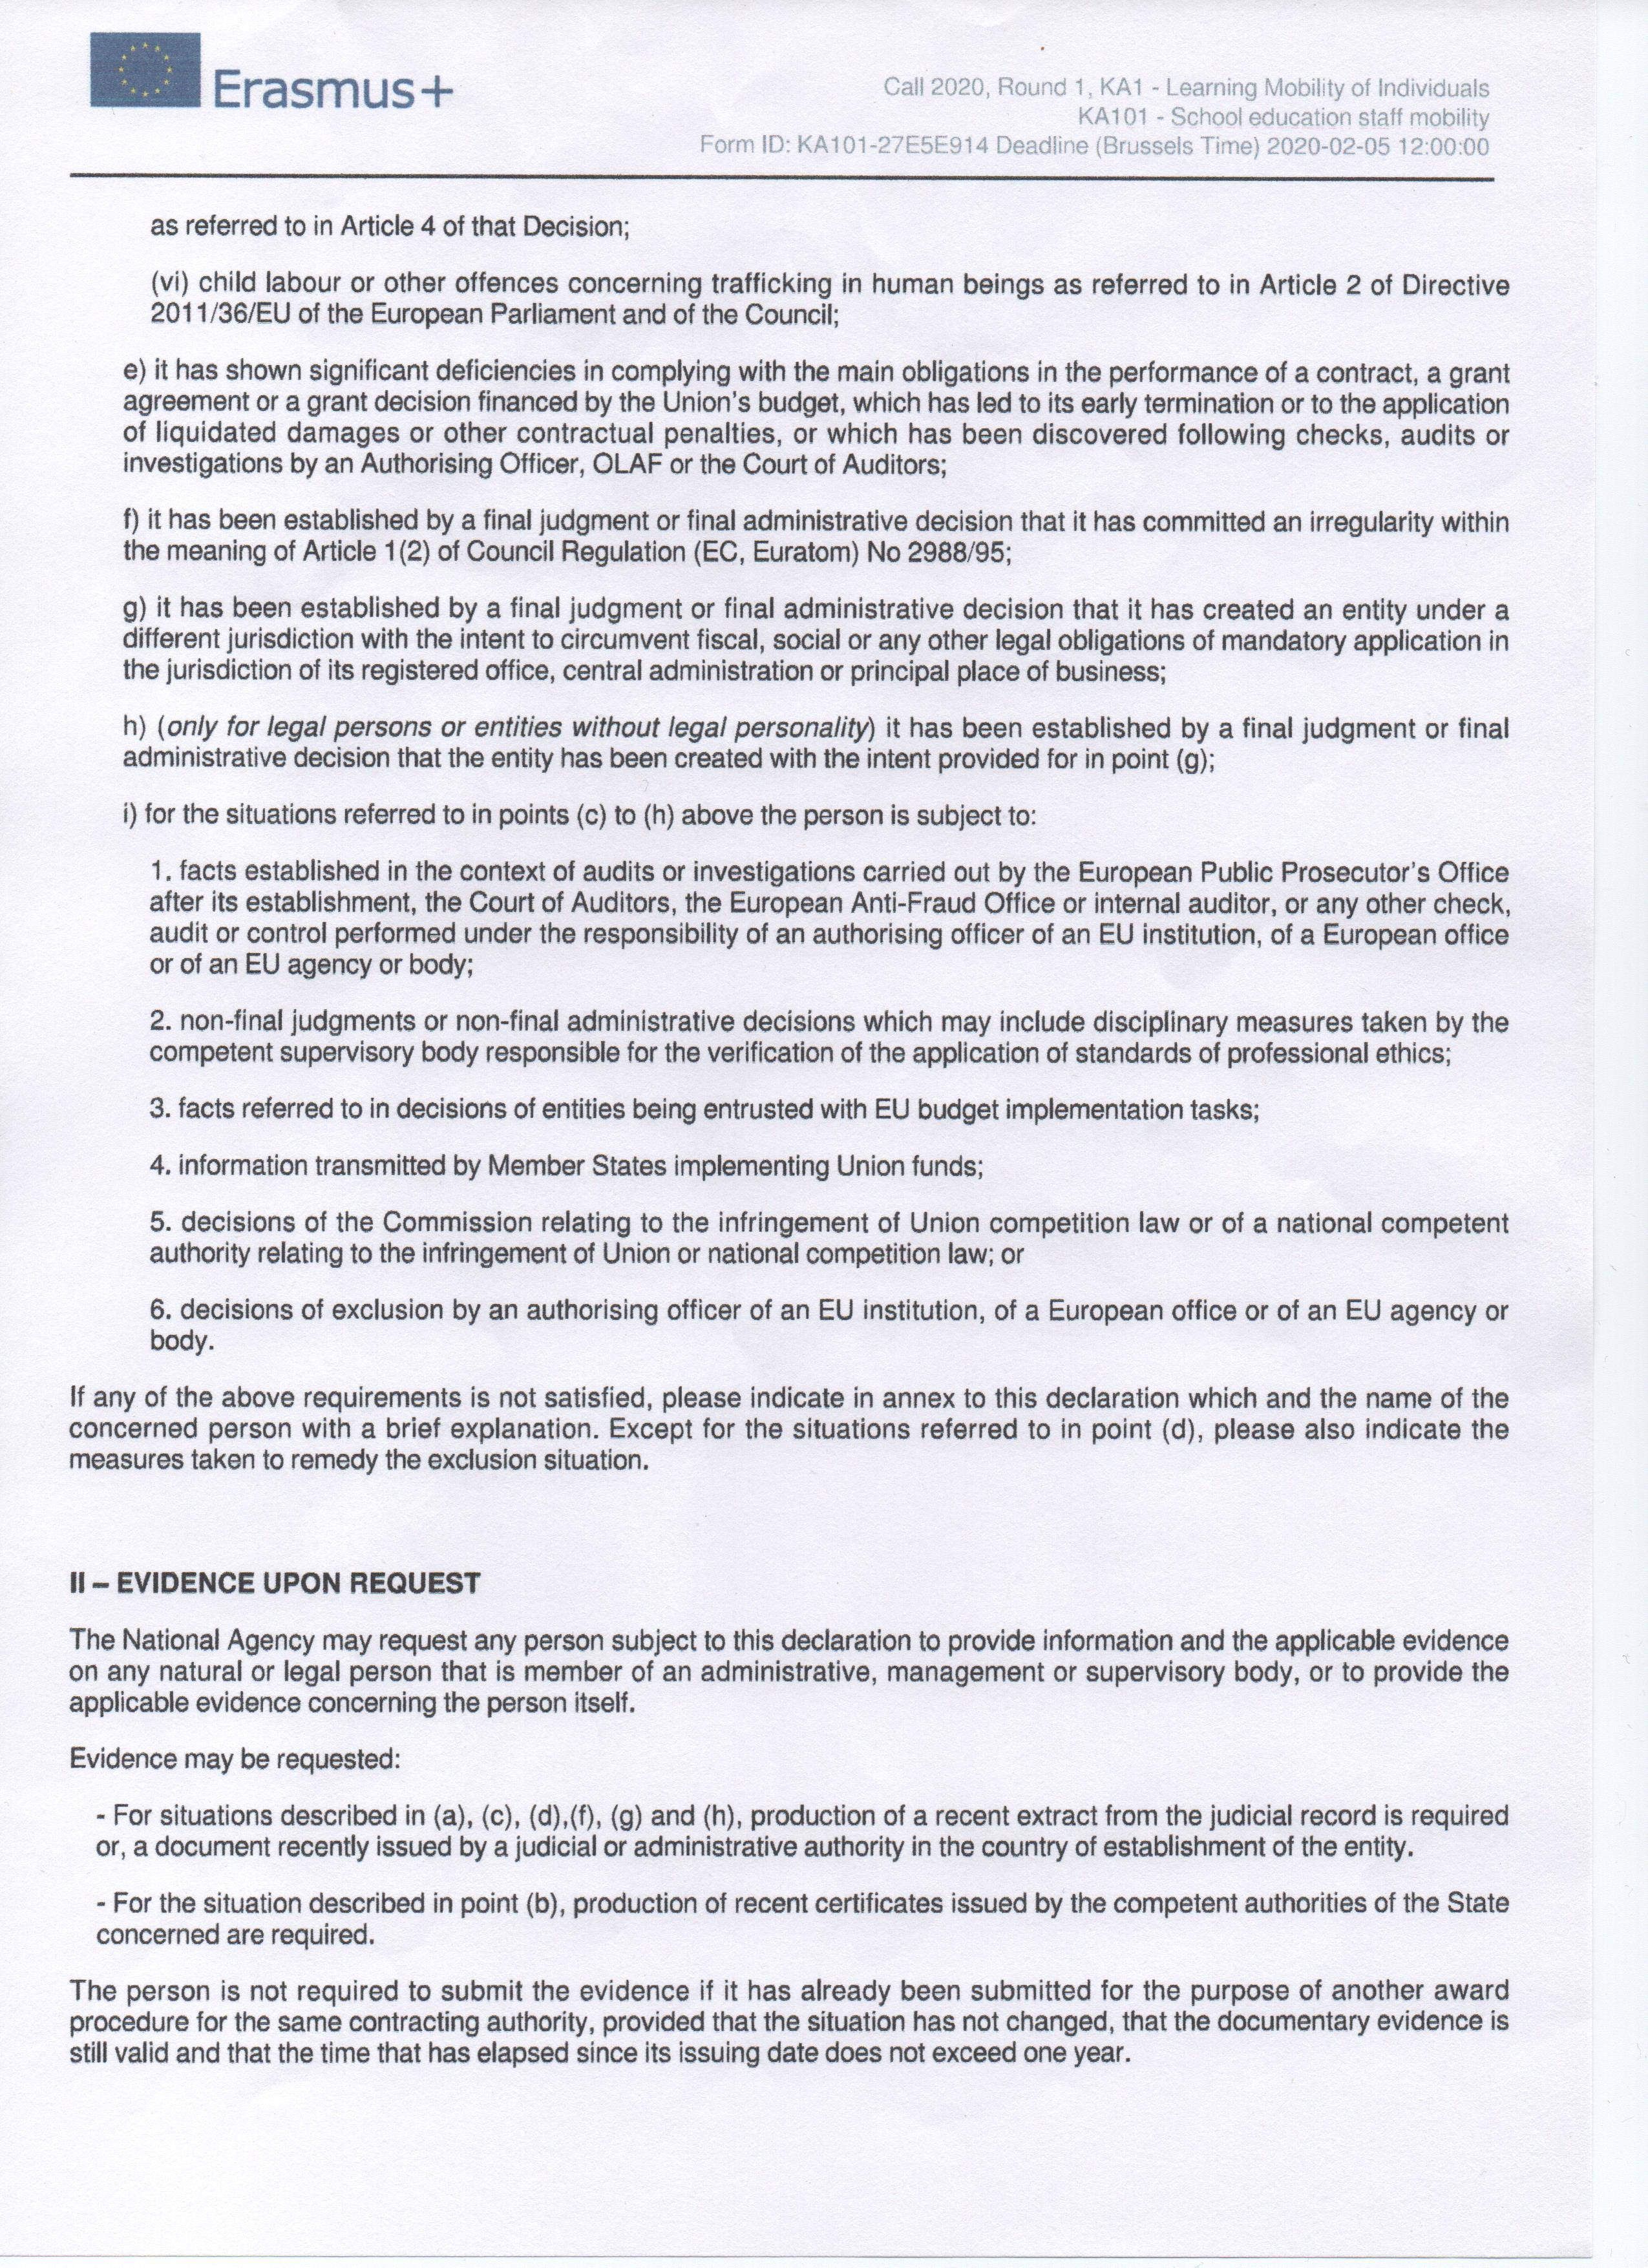 Erasmus+
Call 2020, Round 1, KA1 - Learning Mobility of Individuals
KA101 - School education staff mobility
Form ID: KA101-27E5E914 Deadline (Brussels Time) 2020-02-05 12:00:00
as referred to in Article 4 of that Decision;
(vi) child labour or other offences concerning trafficking in human beings as referred to in Article 2 of Directive
2011/36/EU of the European Parliament and of the Council;
e) it has shown significant deficiencies in complying with the main obligations in the performance of a contract, a grant
agreement or a grant decision financed by the Union's budget, which has led to its early termination or to the application
of liquidated damages or other contractual penalties, or which has been discovered following checks, audits or
investigations by an Authorising Officer, OLAF or the Court of Auditors;
f) it has been established by a final judgment or final administrative decision that it has committed an irregularity within
the meaning of Article 1(2) of Council Regulation (EC, Euratom) No 2988/95;
g) it has been established by a final judgment or final administrative decision that it has created an entity under a
different jurisdiction with the intent to circumvent fiscal, social or any other legal obligations of mandatory application in
the jurisdiction of its registered office, central administration or principal place of business;
h) (only for legal persons or entities without legal personality) it has been established by a final judgment or final
administrative decision that the entity has been created with the intent provided for in point (g);
i) for the situations referred to in points (c) to (h) above the person is subject to:
1. facts established in the context of audits or investigations carried out by the European Public Prosecutor's Office
after its establishment, the Court of Auditors, the European Anti-Fraud Office or internal auditor, or any other check,
audit or control performed under the responsibility of an authorising officer of an EU institution, of a European office
or of an EU agency or body;
2. non-final judgments or non-final administrative decisions which may include disciplinary measures taken by the
competent supervisory body responsible for the verification of the application of standards of professional ethics;
3. facts referred to in decisions of entities being entrusted with EU budget implementation tasks;
4. information transmitted by Member States implementing Union funds;
5. decisions of the Commission relating to the infringement of Union competition law or of a national competent
authority relating to the infringement of Union or national competition law; or
6. decisions of exclusion by an authorising officer of an EU institution, of a European office or of an EU agency or
body.
If any of the above requirements is not satisfied, please indicate in annex to this declaration which and the name of the
concerned person with a brief explanation. Except for the situations referred to in point (d), please also indicate the
measures taken to remedy the exclusion situation.
II – EVIDENCE UPON REQUEST
The National Agency may request any person subject to this declaration to provide information and the applicable evidence
on any natural or legal person that is member of an administrative, management or supervisory body, or to provide the
applicable evidence concerning the person itself.
Evidence may be requested:
- For situations described in (a), (c), (d),(f), (g) and (h), production of a recent extract from the judicial record is required
or, a document recently issued by a judicial or administrative authority in the country of establishment of the entity.
- For the situation described in point (b), production of recent certificates issued by the competent authorities of the State
concerned are required.
The person is not required to submit the evidence if it has already been submitted for the purpose of another award
procedure for the same contracting authority, provided that the situation has not changed, that the documentary evidence is
still valid and that the time that has elapsed since its issuing date does not exceed one year.